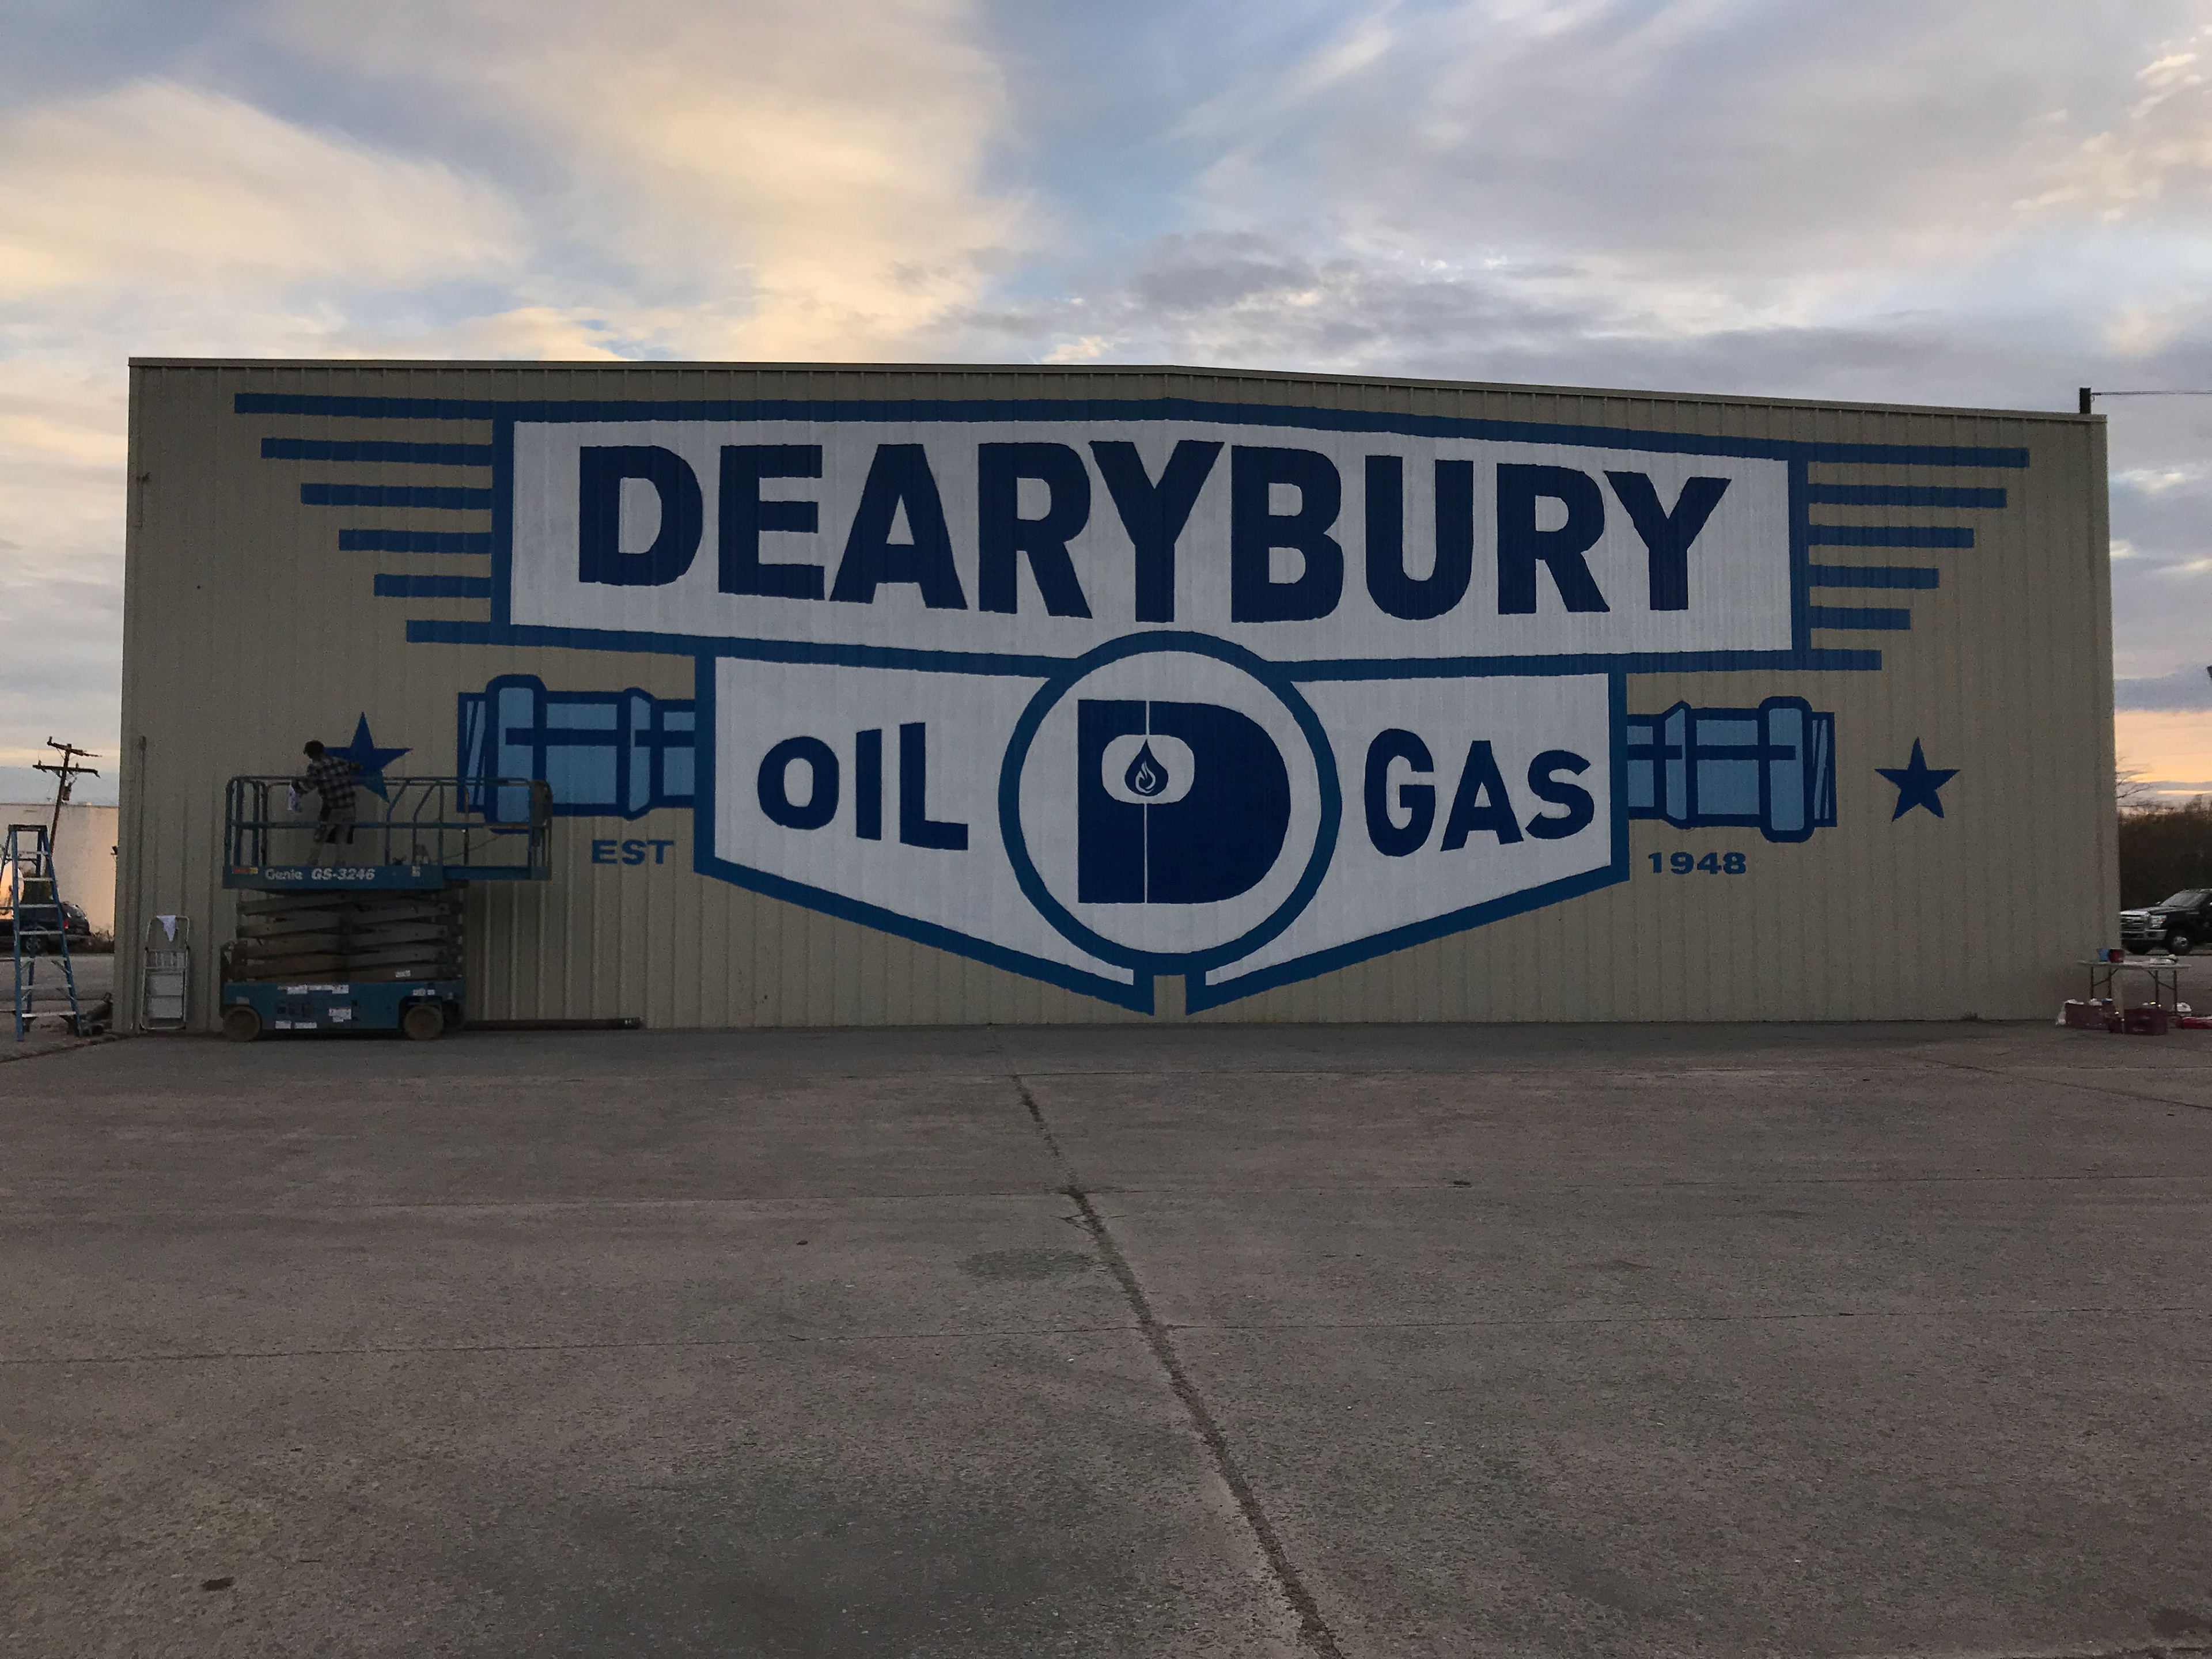 DEARYBURY
OIL D GAS
EST 1948
Genie GS-3246